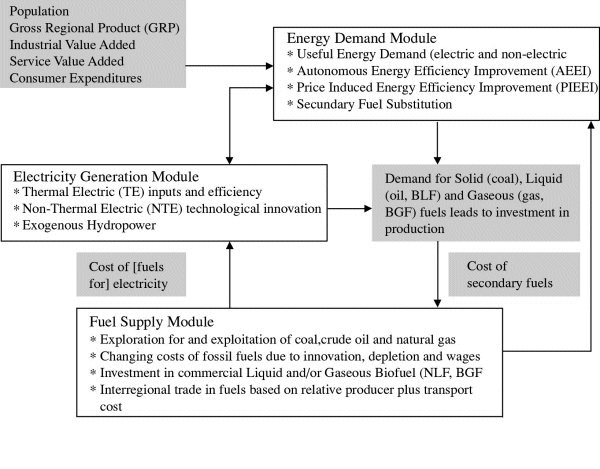 Population
Gross Regional Product (GRP)
Industrial Value Added
Service Value Added
Consumer Expenditures
Energy Demand Module
* Useful Energy Demand (electric and non-electric
* Autonomous Energy Efficiency Improvement (AEEI)
* Price Induced Energy Efficiency Improvement (PIEEI)
* Secundary Fuel Substitution
Electricity Generation Module
* Thermal Electric (TE) inputs and efficiency
* Non-Thermal Electric (NTE) technological innovation
* Exogenous Hydropower
Demand for Solid (coal), Liquid
(oil, BLF) and Gaseous (gas,
BGF) fuels leads to investment in
production
Cost of [fuels
for] electricity
Cost of
secondary fuels
Fuel Supply Module
* Exploration for and exploitation of coal,crude oil and natural gas
* Changing costs of fossil fuels due to innovation, depletion and wages
* Investment in commercial Liquid and/or Gaseous Biofuel (NLF, BGF
* Interregional trade in fuels based on relative producer plus transport
cost